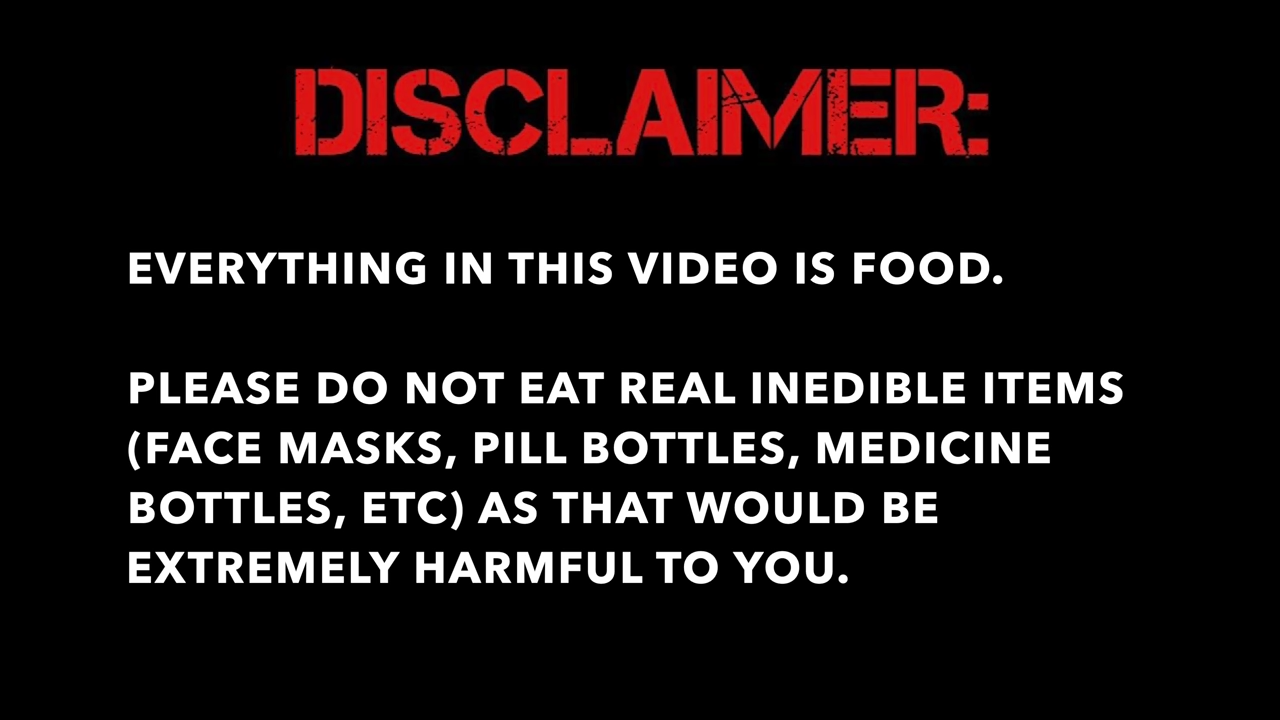 DISCLAIMER:
EVERYTHING IN THIS VIDEO IS FOOD.
PLEASE DO NOT EAT REAL INEDIBLE ITEMS
(FACE MASKS, PILL BOTTLES, MEDICINE
BOTTLES, ETC) AS THAT WOULD BE
EXTREMELY HARMFUL TO YOU.